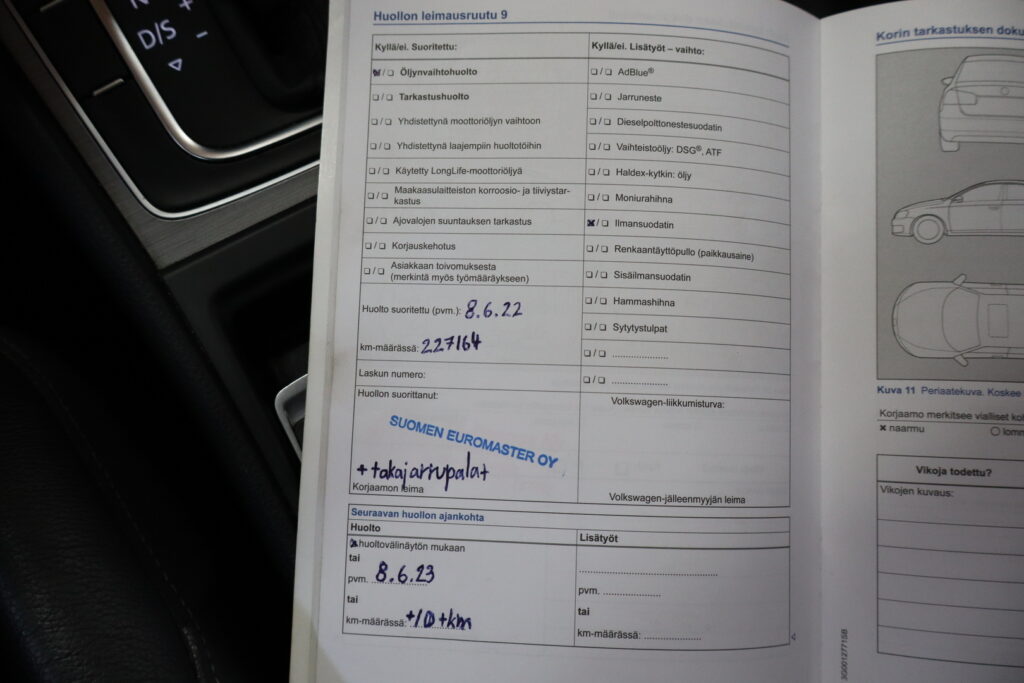 D/S
+
-
Huollon leimausruutu 9
Kyllä/ei. Suoritettu:
☒/☐ Öljynvaihtohuolto
☐/☐ Tarkastushuolto
☐/☐ Yhdistettynä moottoriöljyn vaihtoon
☐/☐ Yhdistettynä laajempiin huoltotöihin
☐/☐ Käytetty LongLife-moottoriöljyä
☐/☐ Maakaasulaitteiston korroosio- ja tiiviystar-
kastus
☐/☐ Ajovalojen suuntauksen tarkastus
☐/☐ Korjauskehotus
☐/☐ Asiakkaan toivomuksesta
(merkintä myös työmääräykseen)
Huolto suoritettu (pvm.): 8.6.22
km-määrässä: 227164
Laskun numero:
Huollon suorittanut:
SUOMEN EUROMASTER OY
+ takajarrupalat
Korjaamon leima
Kyllä/ei. Lisätyöt – vaihto:
☐/☐ AdBlue®
☐/☐ Jarruneste
☐/☐ Dieselpolttonestesuodatin
☐/☐ Vaihteistoöljy: DSG®, ATF
☐/☐ Haldex-kytkin: öljy
☐/☐ Moniurahihna
☒/☐ Ilmansuodatin
☐/☐ Renkaantäyttöpullo (paikkausaine)
☐/☐ Sisäilmansuodatin
☐/☐ Hammashihna
☐/☐ Sytytystulpat
☐/☐ .....................
☐/☐ .....................
Volkswagen-liikkumisturva:
Volkswagen-jälleenmyyjän leima
Seuraavan huollon ajankohta
Huolto
☒ huoltovälinäytön mukaan
tai
pvm. 8.6.23
tai
km-määrässä: +10 tkm
Lisätyöt
.....................
pvm. .....................
tai
km-määrässä: .....................
3G0012771SB
Korin tarkastuksen
Kuva 11 Periaatekuva. Koskee
Korjaamo merkitsee vialliset
✖ naarmu
Vikoja todettu?
Vikojen kuvaus: